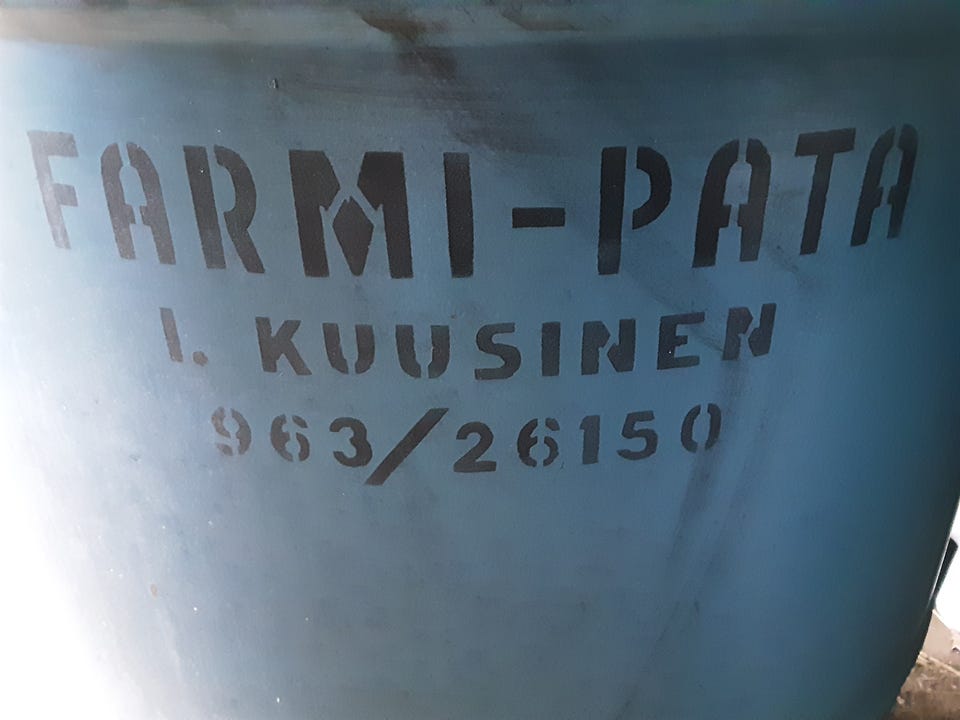 FARMI-PATA
I. KUUSINEN
963/26150